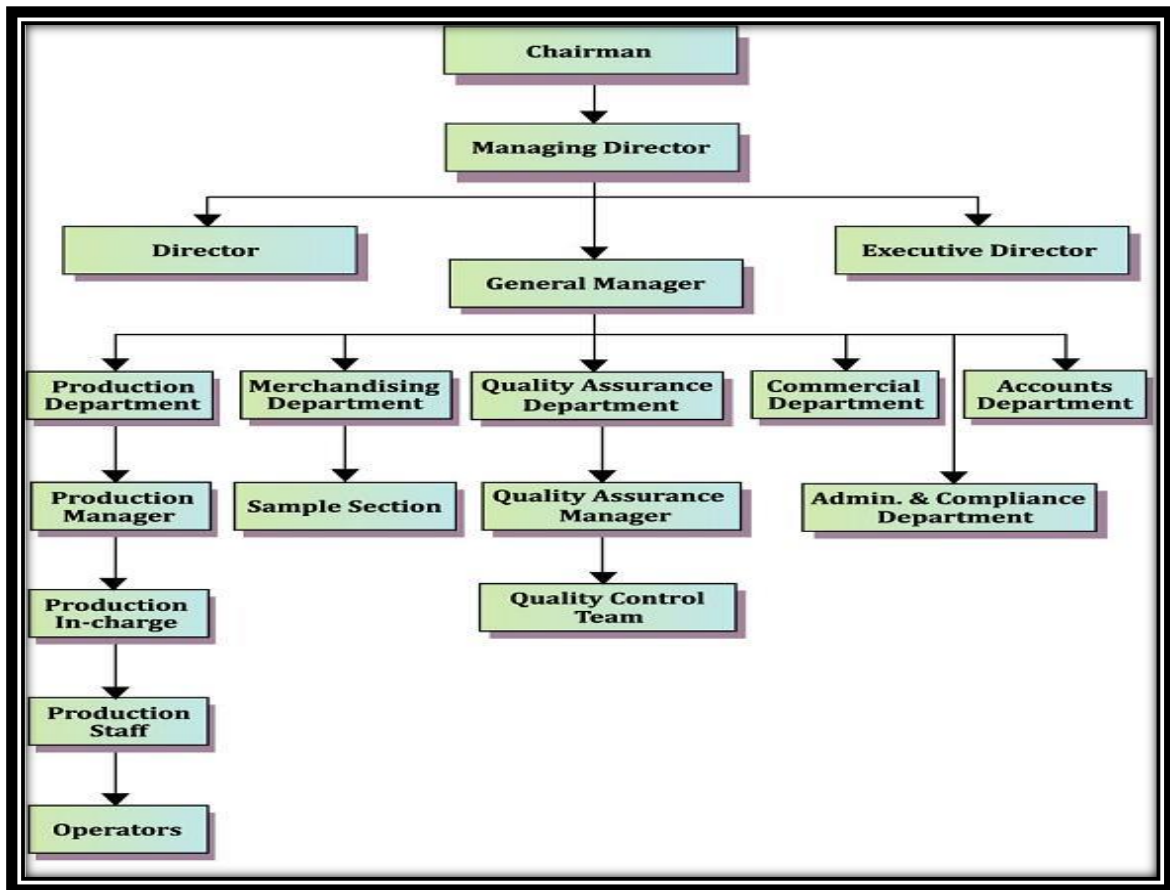 Chairman
Managing Director
Director
Executive Director
General Manager
Production
Department
Merchandising
Department
Quality Assurance
Department
Commercial
Department
Accounts
Department
Production
Manager
Sample Section
Quality Assurance
Manager
Admin. & Compliance
Department
Production
In-charge
Quality Control
Team
Production
Staff
Operators